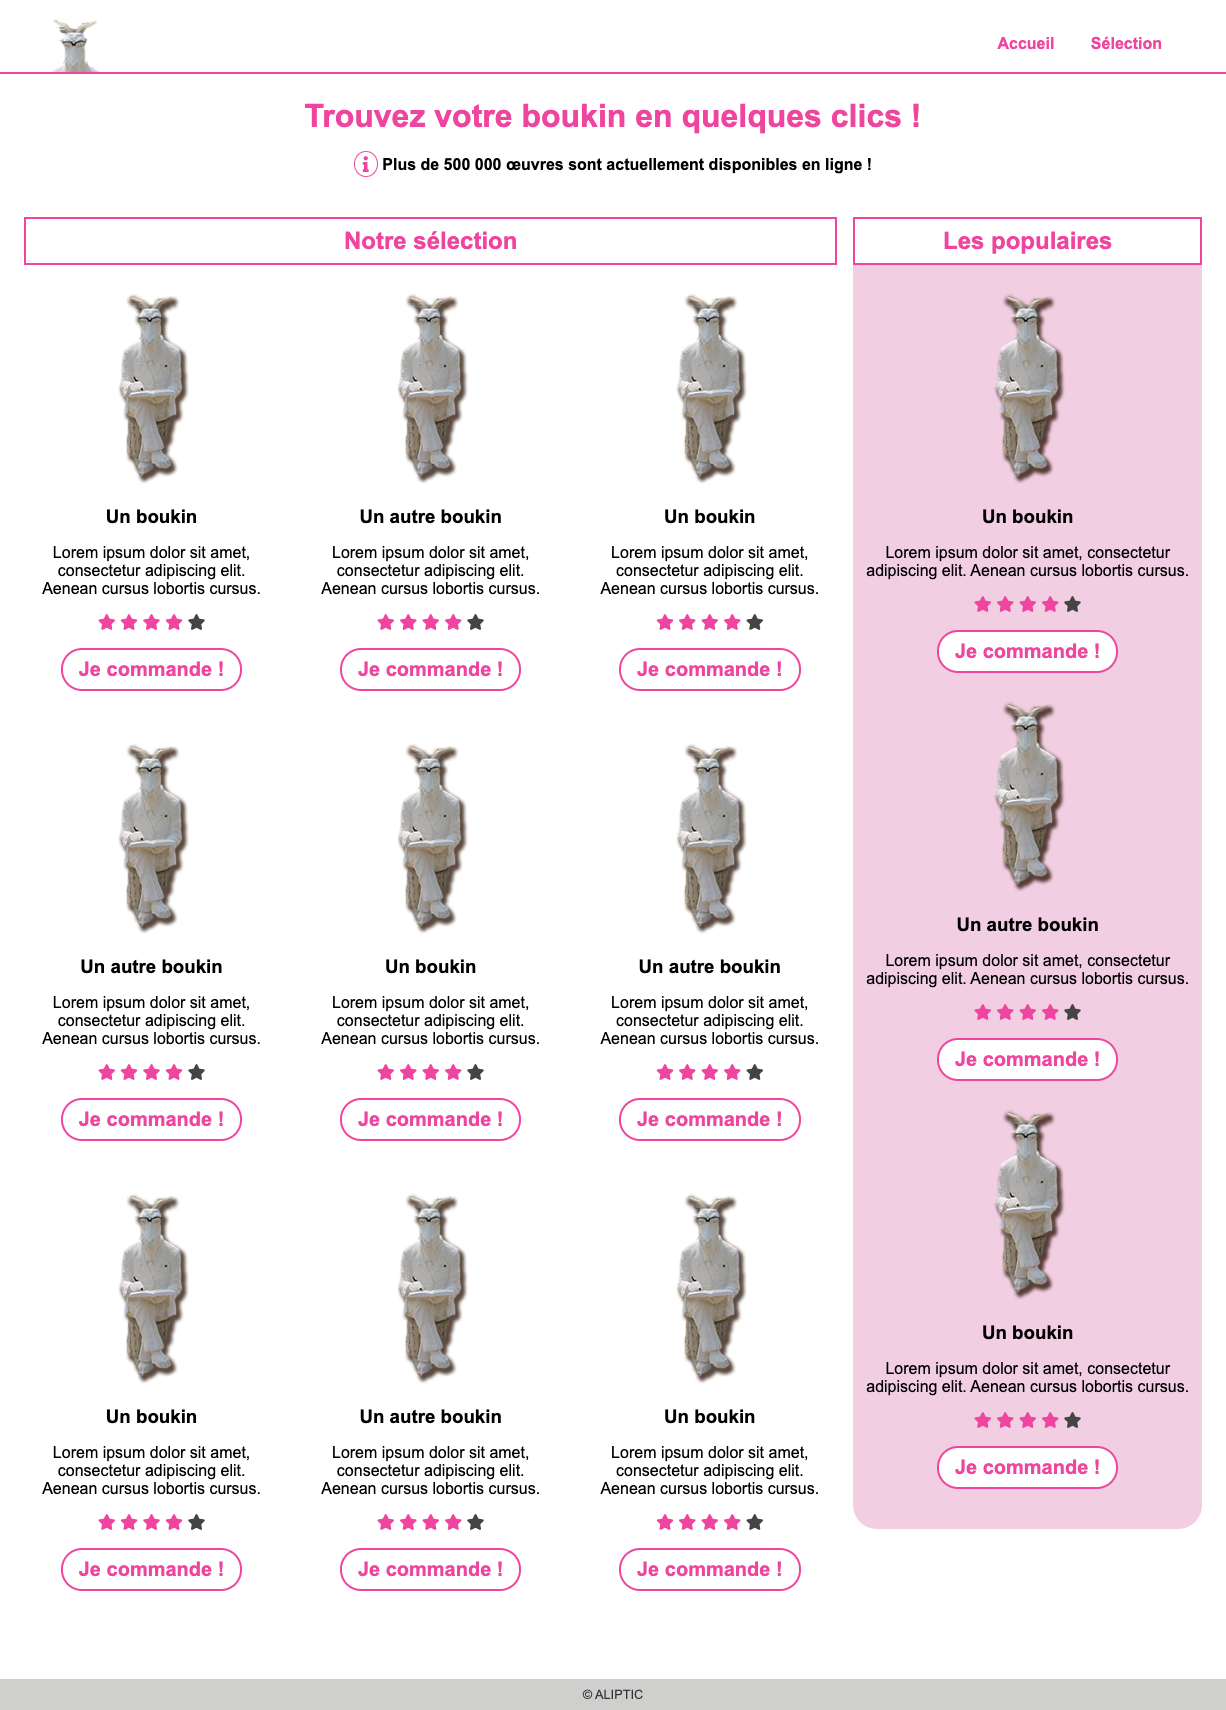 Accueil
Sélection
Trouvez votre boukin en quelques clics !
Plus de 500 000 œuvres sont actuellement disponibles en ligne !
Notre sélection
Un boukin
Lorem ipsum dolor sit amet,
consectetur adipiscing elit.
Aenean cursus lobortis cursus.
Je commande !
Un autre boukin
Lorem ipsum dolor sit amet,
consectetur adipiscing elit.
Aenean cursus lobortis cursus.
Je commande !
Un boukin
Lorem ipsum dolor sit amet,
consectetur adipiscing elit.
Aenean cursus lobortis cursus.
Je commande !
Un autre boukin
Lorem ipsum dolor sit amet,
consectetur adipiscing elit.
Aenean cursus lobortis cursus.
Je commande !
Un boukin
Lorem ipsum dolor sit amet,
consectetur adipiscing elit.
Aenean cursus lobortis cursus.
Je commande !
Un autre boukin
Lorem ipsum dolor sit amet,
consectetur adipiscing elit.
Aenean cursus lobortis cursus.
Je commande !
Un boukin
Lorem ipsum dolor sit amet,
consectetur adipiscing elit.
Aenean cursus lobortis cursus.
Je commande !
Un autre boukin
Lorem ipsum dolor sit amet,
consectetur adipiscing elit.
Aenean cursus lobortis cursus.
Je commande !
Un boukin
Lorem ipsum dolor sit amet,
consectetur adipiscing elit.
Aenean cursus lobortis cursus.
Je commande !
Les populaires
Un boukin
Lorem ipsum dolor sit amet, consectetur
adipiscing elit. Aenean cursus lobortis cursus.
Je commande !
Un autre boukin
Lorem ipsum dolor sit amet, consectetur
adipiscing elit. Aenean cursus lobortis cursus.
Je commande !
Un boukin
Lorem ipsum dolor sit amet, consectetur
adipiscing elit. Aenean cursus lobortis cursus.
Je commande !
© ALIPTIC